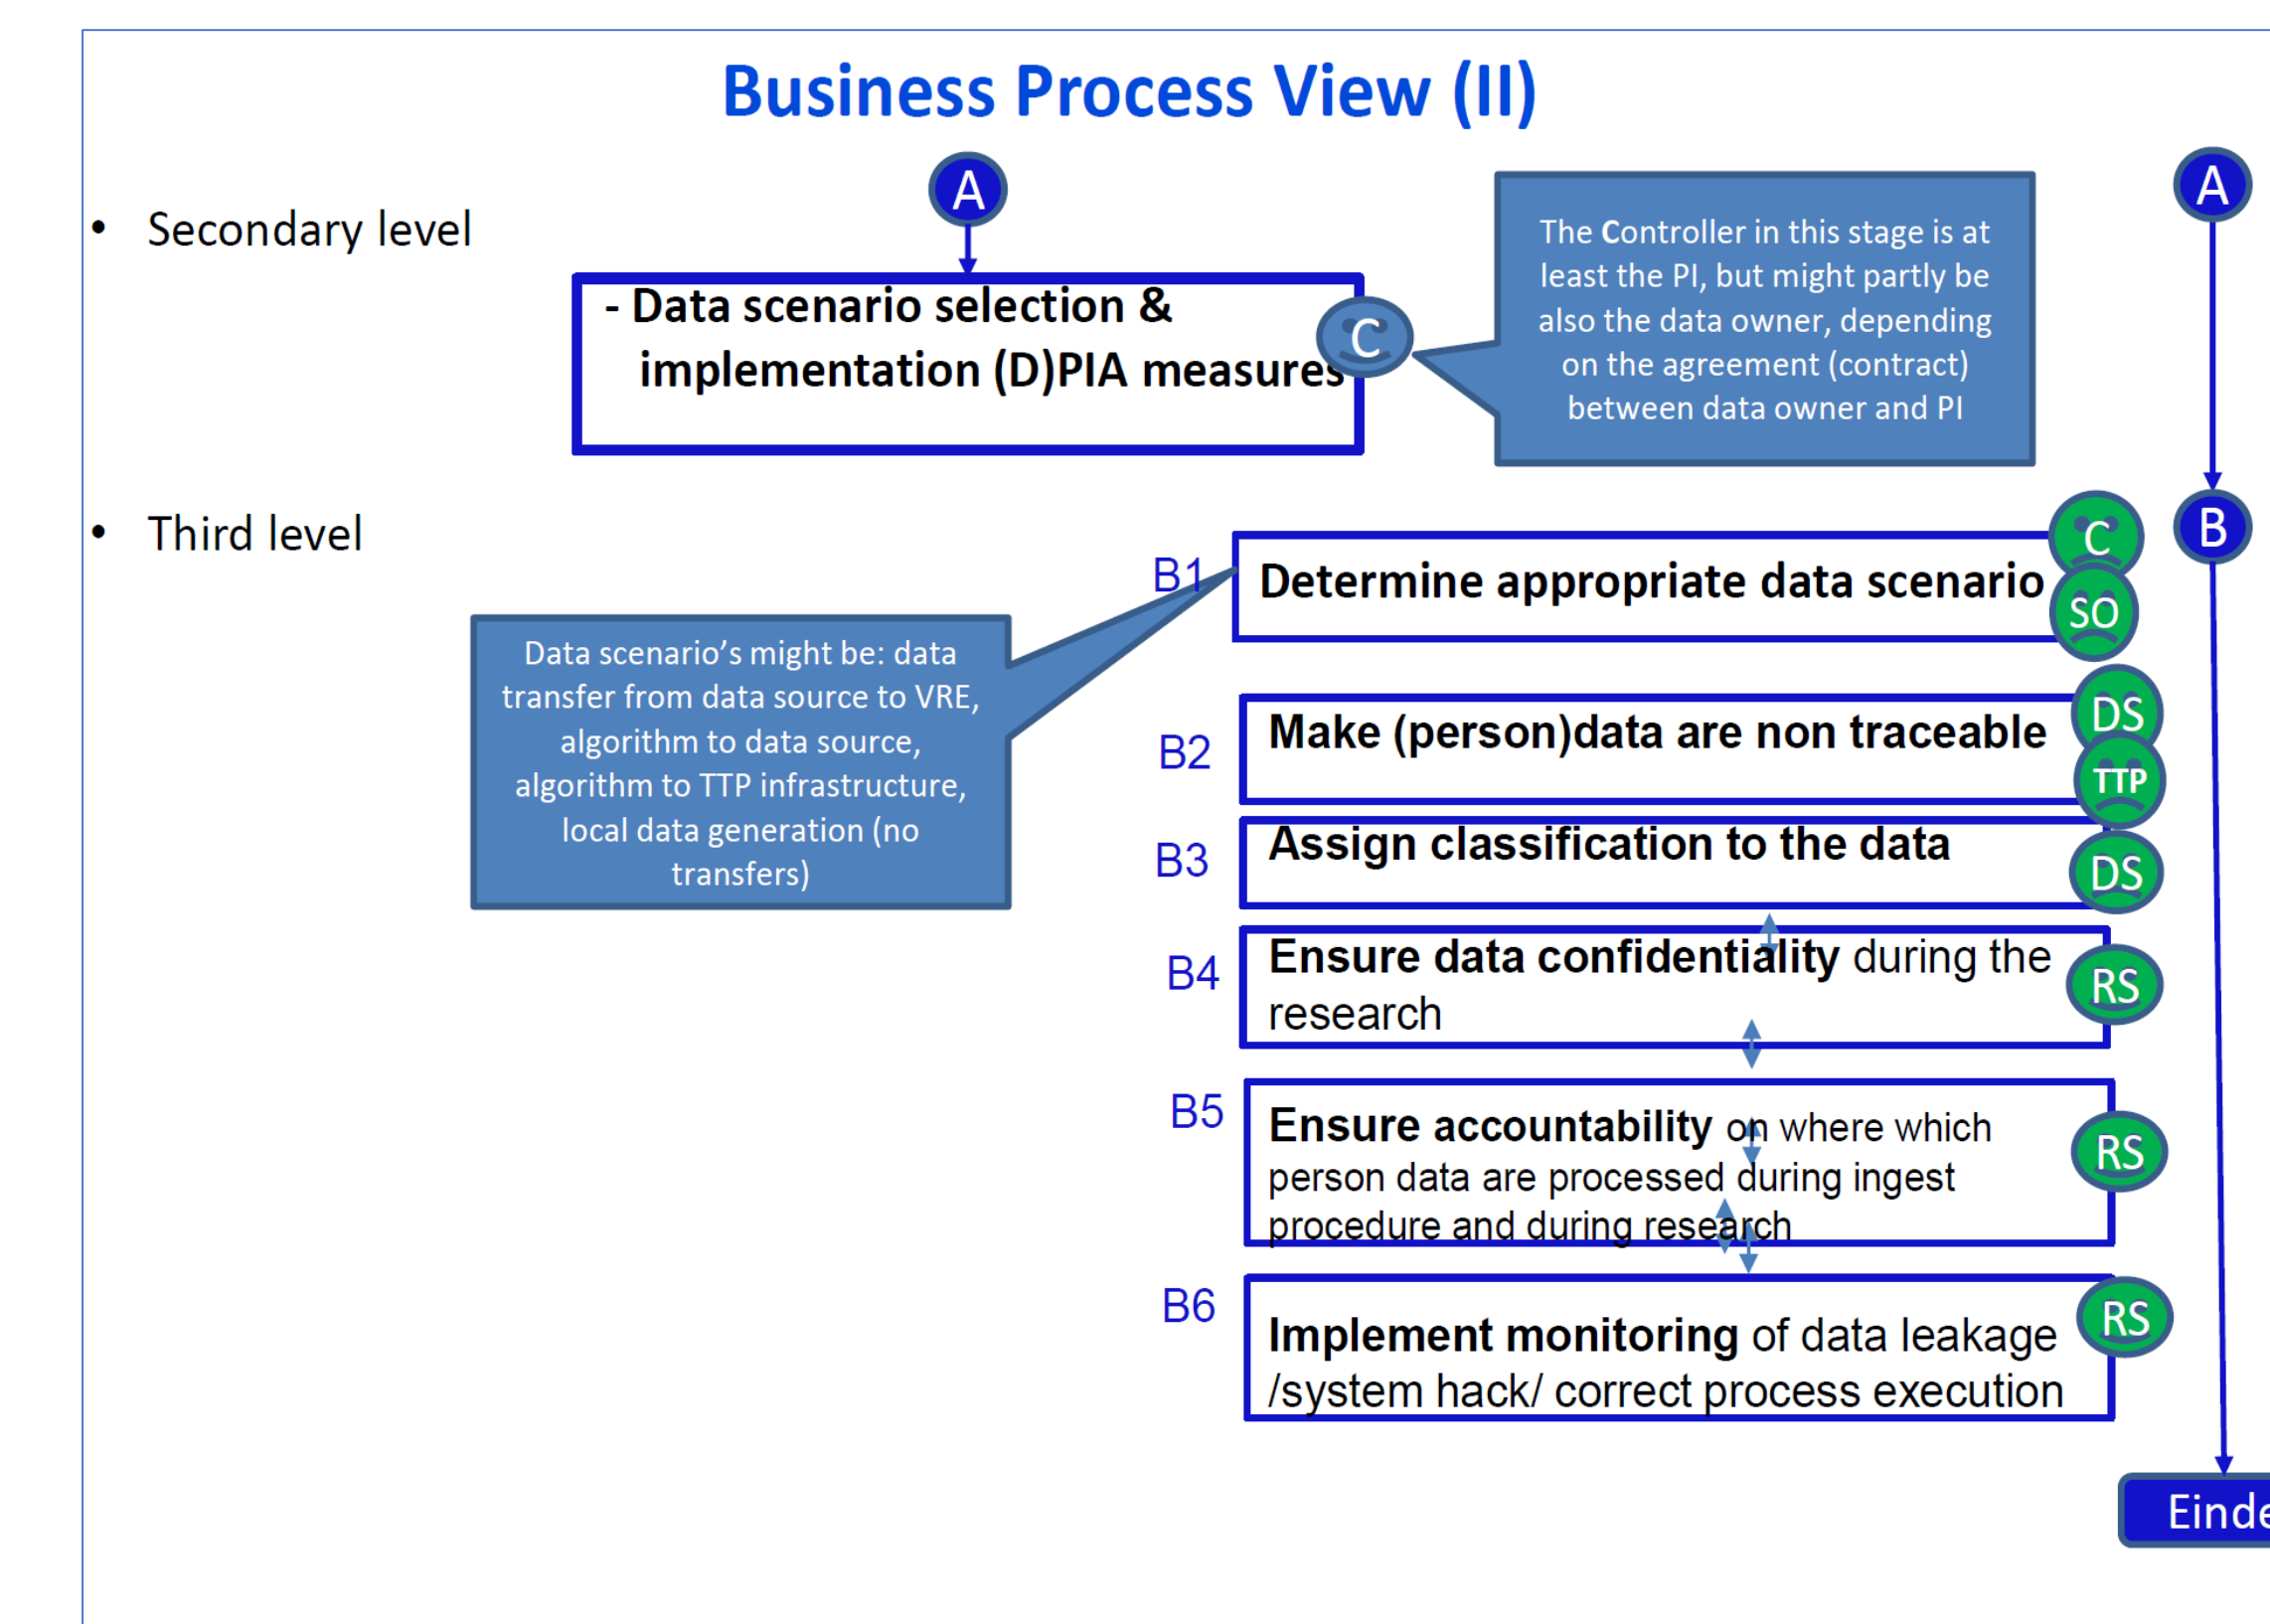 Business Process View (II)
A
A
• Secondary level
- Data scenario selection &
implementation (D)PIA measures
C
The Controller in this stage is at
least the PI, but might partly be
also the data owner, depending
on the agreement (contract)
between data owner and PI
• Third level
B
B1
Determine appropriate data scenario
C
SO
Data scenario’s might be: data
transfer from data source to VRE,
algorithm to data source,
algorithm to TTP infrastructure,
local data generation (no
transfers)
B2
Make (person)data are non traceable
DS
TTP
B3
Assign classification to the data
DS
B4
Ensure data confidentiality during the
research
RS
B5
Ensure accountability on where which
person data are processed during ingest
procedure and during research
RS
B6
Implement monitoring of data leakage
/system hack/ correct process execution
RS
Einde